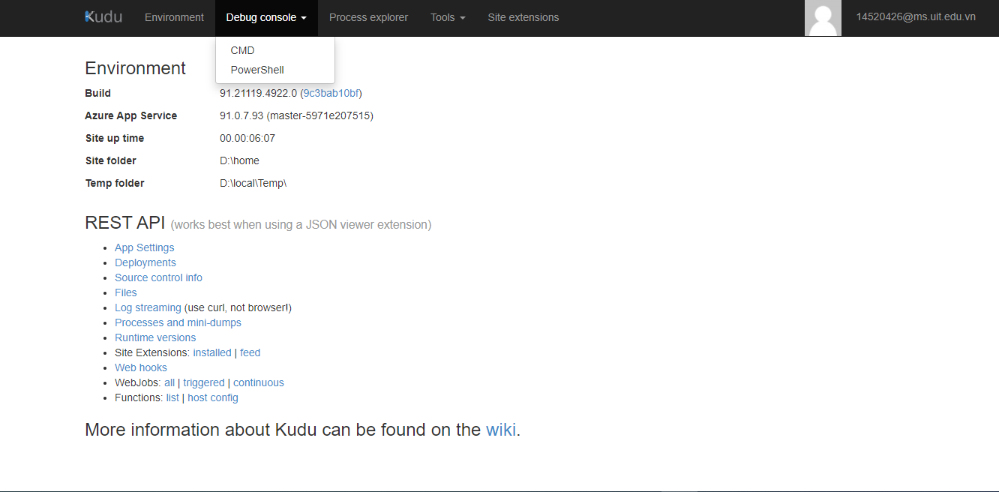 Kudu Environment Debug console Process explorer Tools Site extensions 14520426@ms.uit.edu.vn
CMD
PowerShell
Environment
Build 91.21119.4922.0 (9c3bab10bf)
Azure App Service 91.0.7.93 (master-5971e207515)
Site up time 00.00:06:07
Site folder D:\home
Temp folder D:\local\Temp\
REST API (works best when using a JSON viewer extension)
App Settings
Deployments
Source control info
Files
Log streaming (use curl, not browser!)
Processes and mini-dumps
Runtime versions
Site Extensions: installed | feed
Web hooks
WebJobs: all | triggered | continuous
Functions: list | host config
More information about Kudu can be found on the wiki.